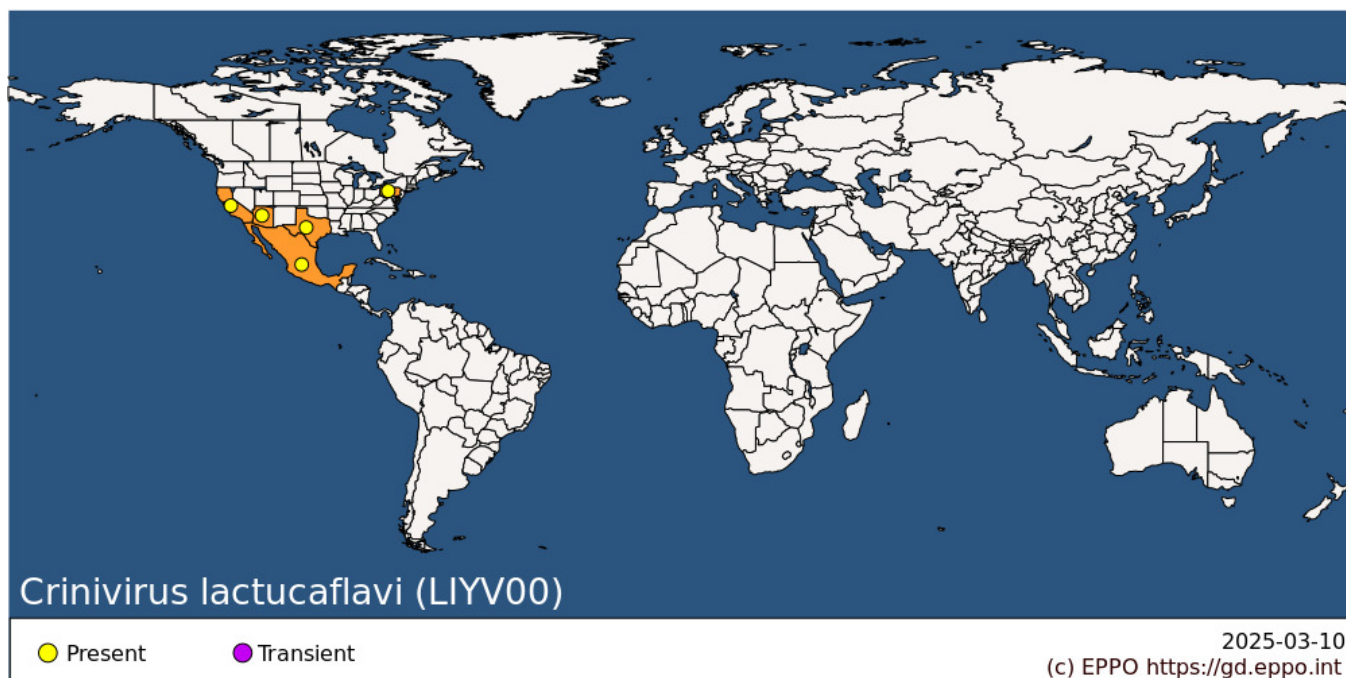 Crinivirus lactucaflavi (LIYV00)
Present
Transient
2025-03-10
(c) EPPO https://gd.eppo.int